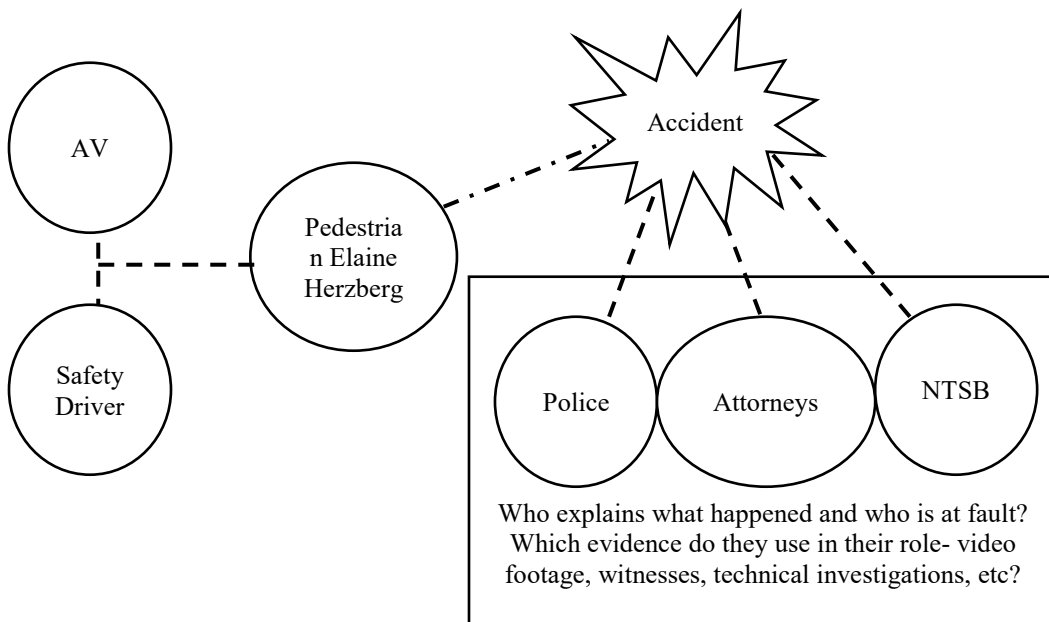 Accident
AV
Pedestria
n Elaine
Herzberg
Safety
Driver
Police
Attorneys
NTSB
Who explains what happened and who is at fault?
Which evidence do they use in their role- video
footage, witnesses, technical investigations, etc?